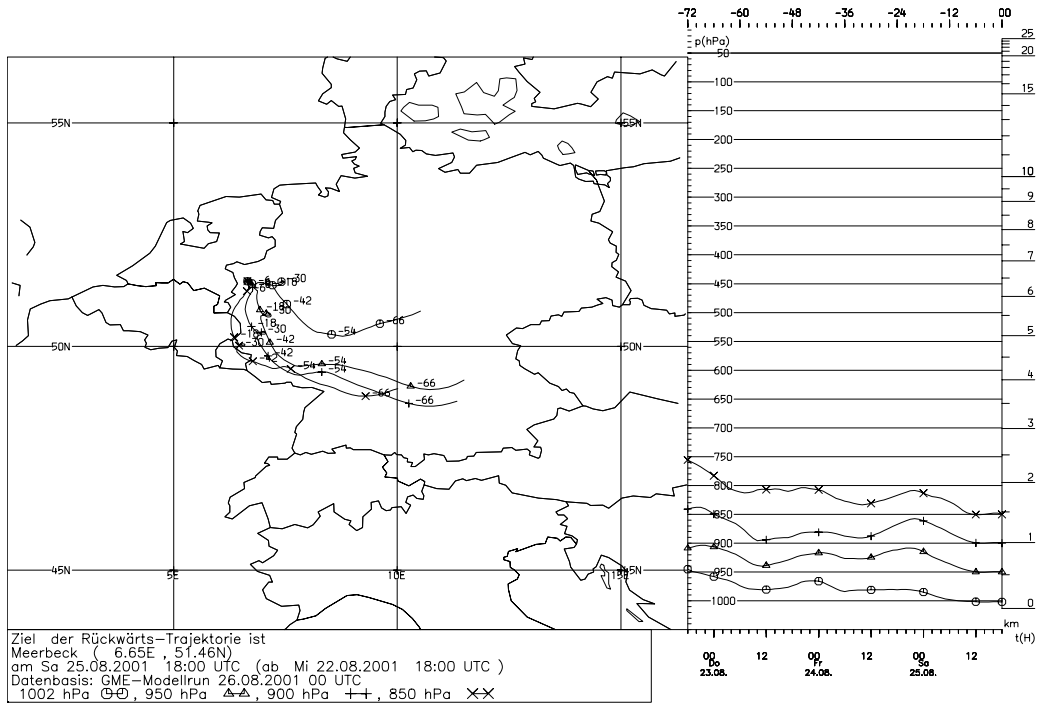 -72 -60 -48 -36 -24 -12 00
p(hPa)
50
100
150
200
250
300
350
400
450
500
550
600
650
700
750
800
850
900
950
1000
25
20
15
10
9
8
7
6
5
4
3
2
1
0
km
t(H)
00 12 00 12 00 12
Do Fr Sa
23.08. 24.08. 25.08.
55N 55N
-6 -30
-18
-42
-18 -30
-54 -66
-18
-30
-18 -42
50N -30 50N
-42
-42 -54
-54 -54
-66
-66 -66
45N 45N
5E 10E 15E
Ziel der Rückwärts-Trajektorie ist
Meerbeck ( 6.65E , 51.46N)
am Sa 25.08.2001 18:00 UTC (ab Mi 22.08.2001 18:00 UTC )
Datenbasis: GME-Modellrun 26.08.2001 00 UTC
1002 hPa , 950 hPa , 900 hPa , 850 hPa